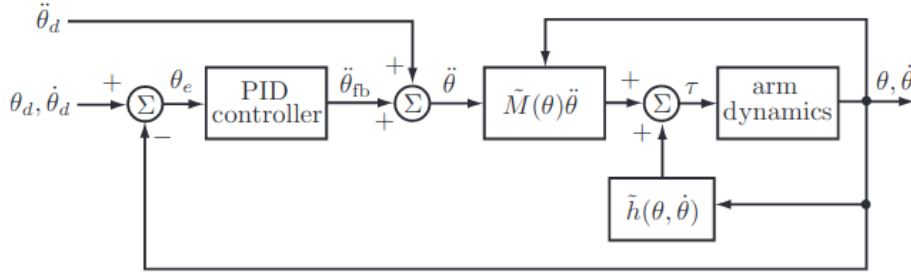 θ̈_d
θ_d, θ̇_d
+
−
Σ
θ_e
PID
controller
θ̈_fb
+
+
Σ
θ̈
M̃(θ)θ̈
+
+
Σ
τ
arm
dynamics
θ, θ̇
h̃(θ, θ̇)